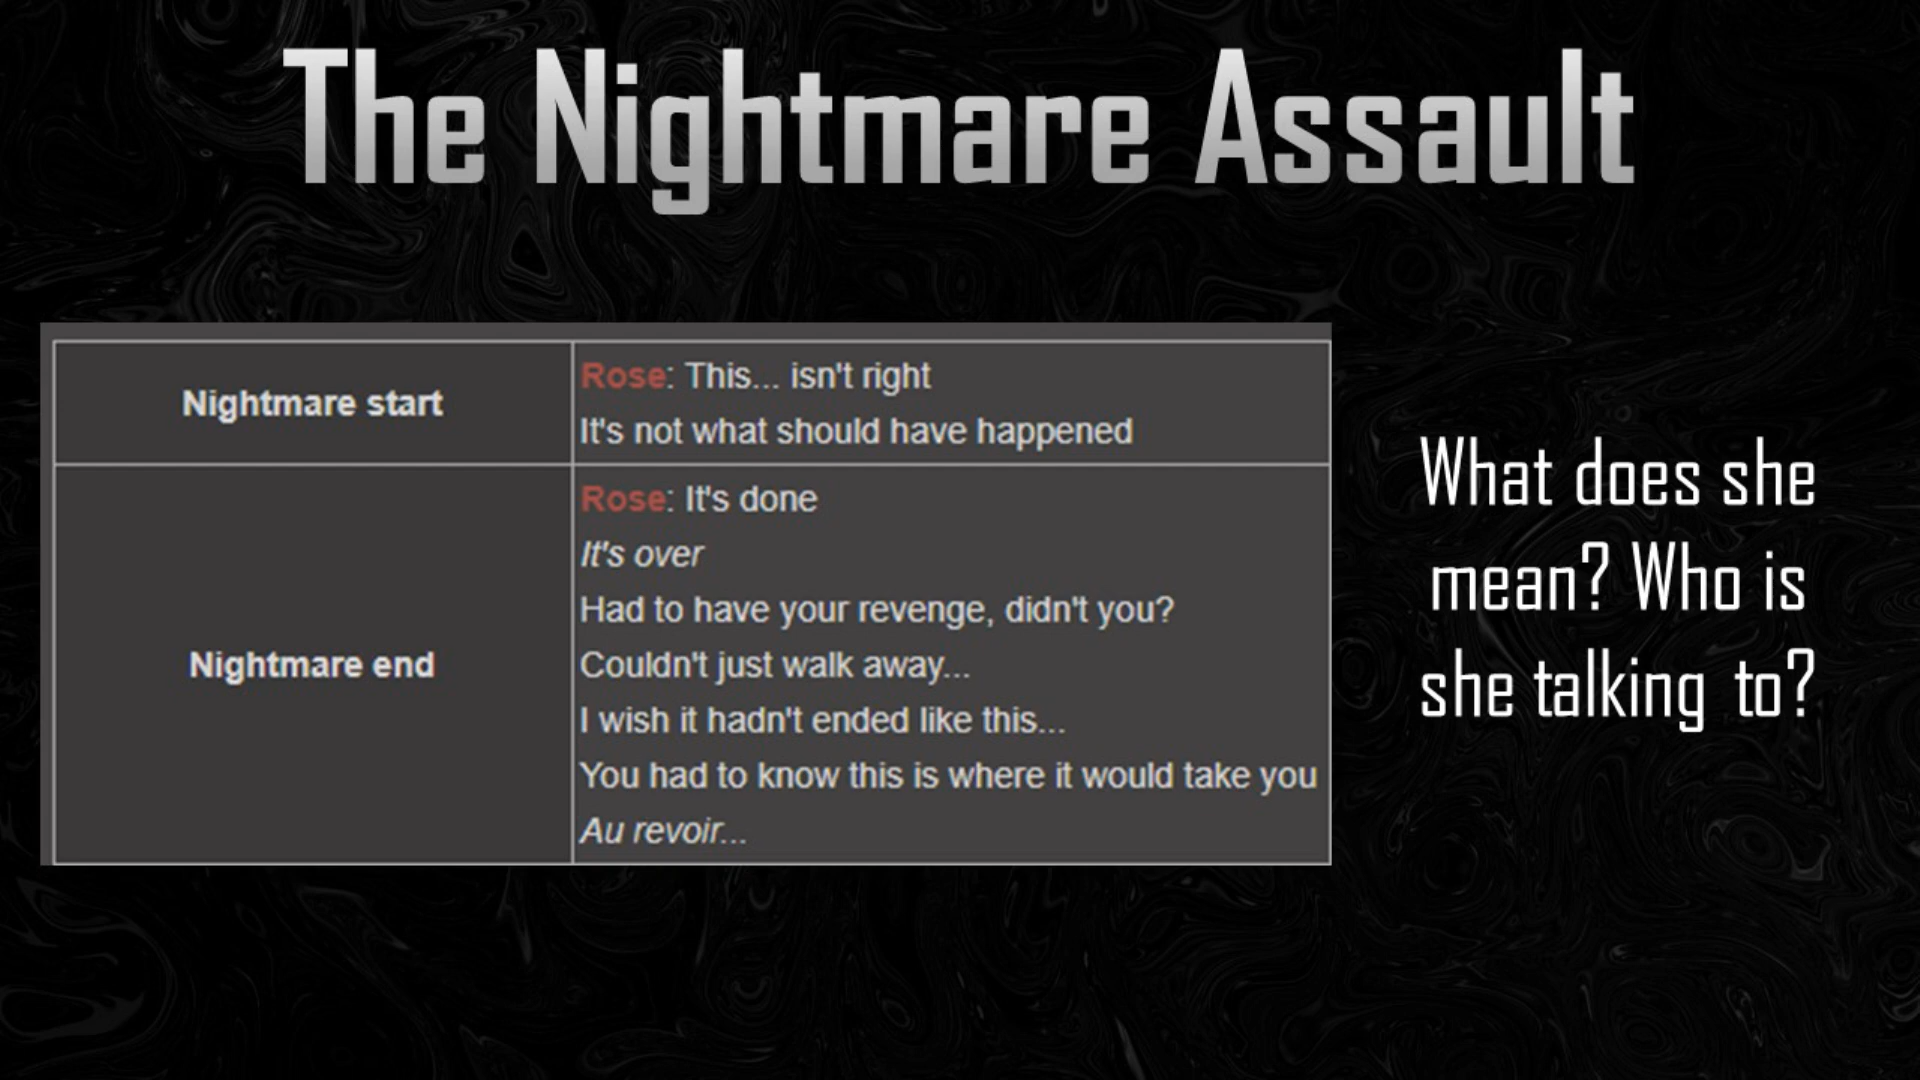 The Nightmare Assault
Nightmare start
Rose: This... isn't right
It's not what should have happened
Nightmare end
Rose: It's done
It's over
Had to have your revenge, didn't you?
Couldn't just walk away...
I wish it hadn't ended like this...
You had to know this is where it would take you
Au revoir...
What does she
mean? Who is
she talking to?